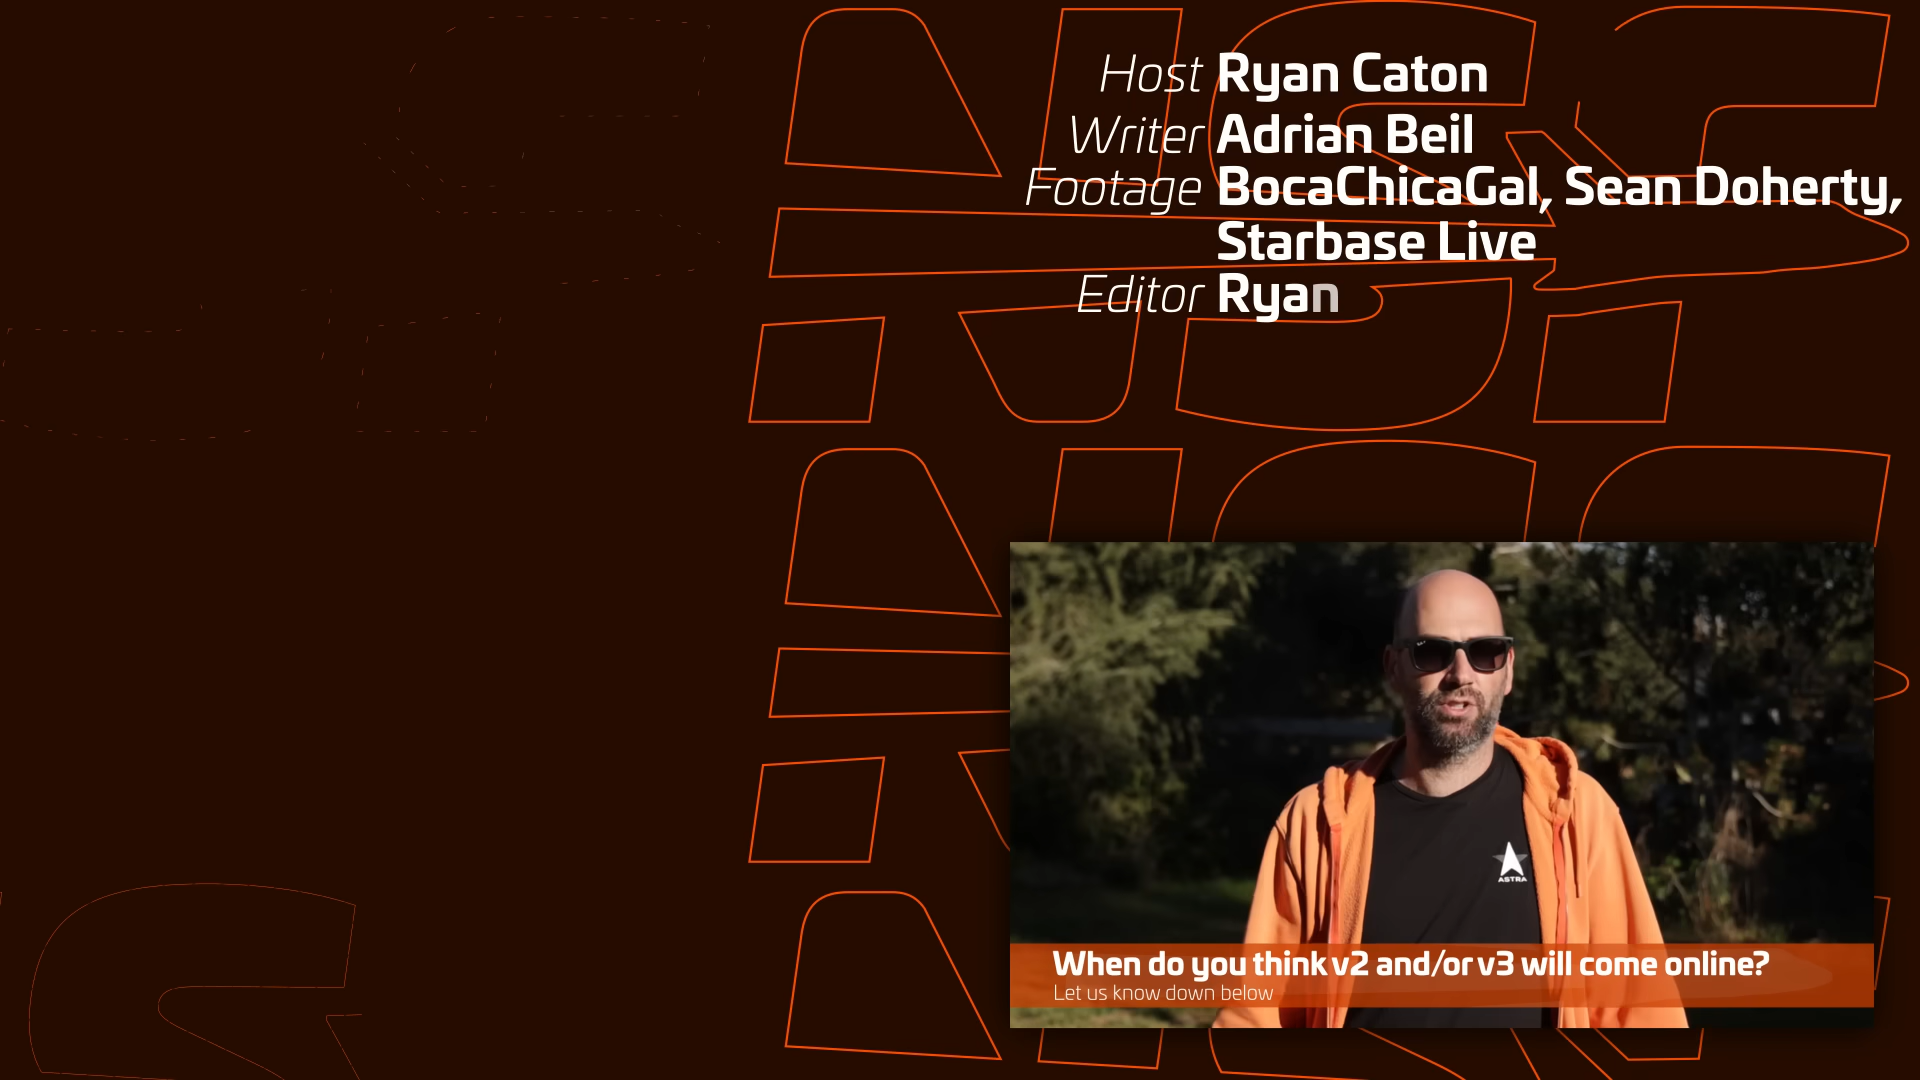 Host Ryan Caton
Writer Adrian Beil
Footage BocaChicaGal, Sean Doherty,
Starbase Live
Editor Ryan
ASTRA
When do you think v2 and/or v3 will come online?
Let us know down below